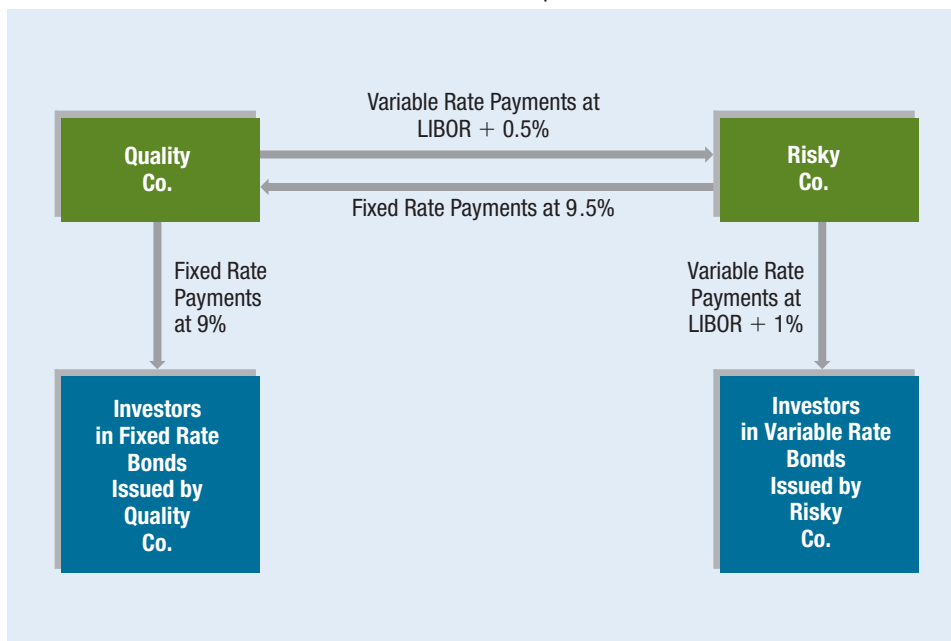 Variable Rate Payments at
LIBOR + 0.5%
Quality
Co.
Risky
Co.
Fixed Rate Payments at 9.5%
Fixed Rate
Payments
at 9%
Variable Rate
Payments at
LIBOR + 1%
Investors
in Fixed Rate
Bonds
Issued by
Quality
Co.
Investors
in Variable Rate
Bonds
Issued by
Risky
Co.